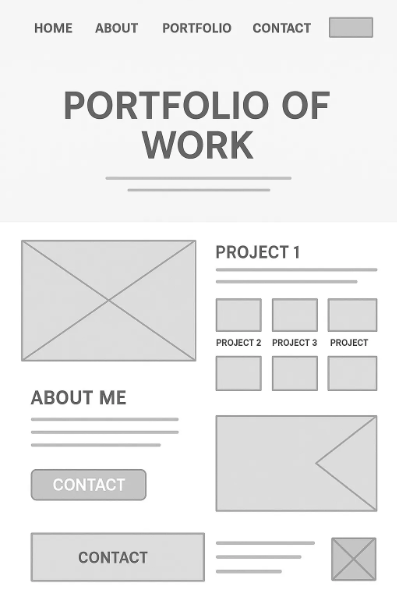 HOME ABOUT PORTFOLIO CONTACT
PORTFOLIO OF
WORK
PROJECT 1
PROJECT 2 PROJECT 3 PROJECT
ABOUT ME
CONTACT
CONTACT